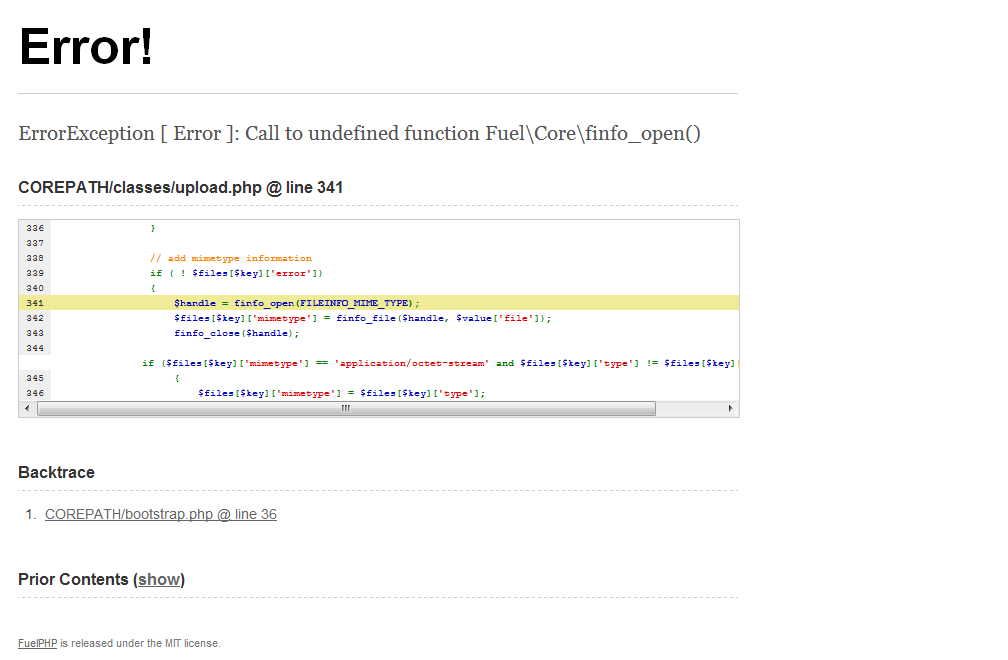 Error!
ErrorException [ Error ]: Call to undefined function Fuel\Core\finfo_open()
COREPATH/classes/upload.php @ line 341
336 }
337
338 // add mimetype information
339 if ( ! $files[$key]['error'])
340 {
341 $handle = finfo_open(FILEINFO_MIME_TYPE);
342 $files[$key]['mimetype'] = finfo_file($handle, $value['file']);
343 finfo_close($handle);
344
if ($files[$key]['mimetype'] == 'application/octet-stream' and $files[$key]['type'] != $files[$key][
345 {
346 $files[$key]['mimetype'] = $files[$key]['type'];
Backtrace
1. COREPATH/bootstrap.php @ line 36
Prior Contents (show)
FuelPHP is released under the MIT license.